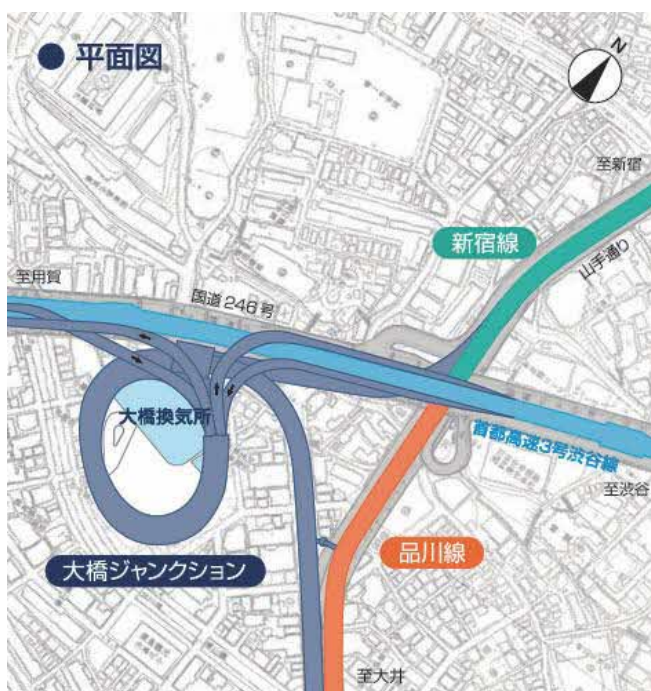 ● 平面図
N
至新宿
新宿線
山手通り
至用賀
国道246号
大橋換気所
首都高速3号渋谷線
至渋谷
大橋ジャンクション
品川線
至大井